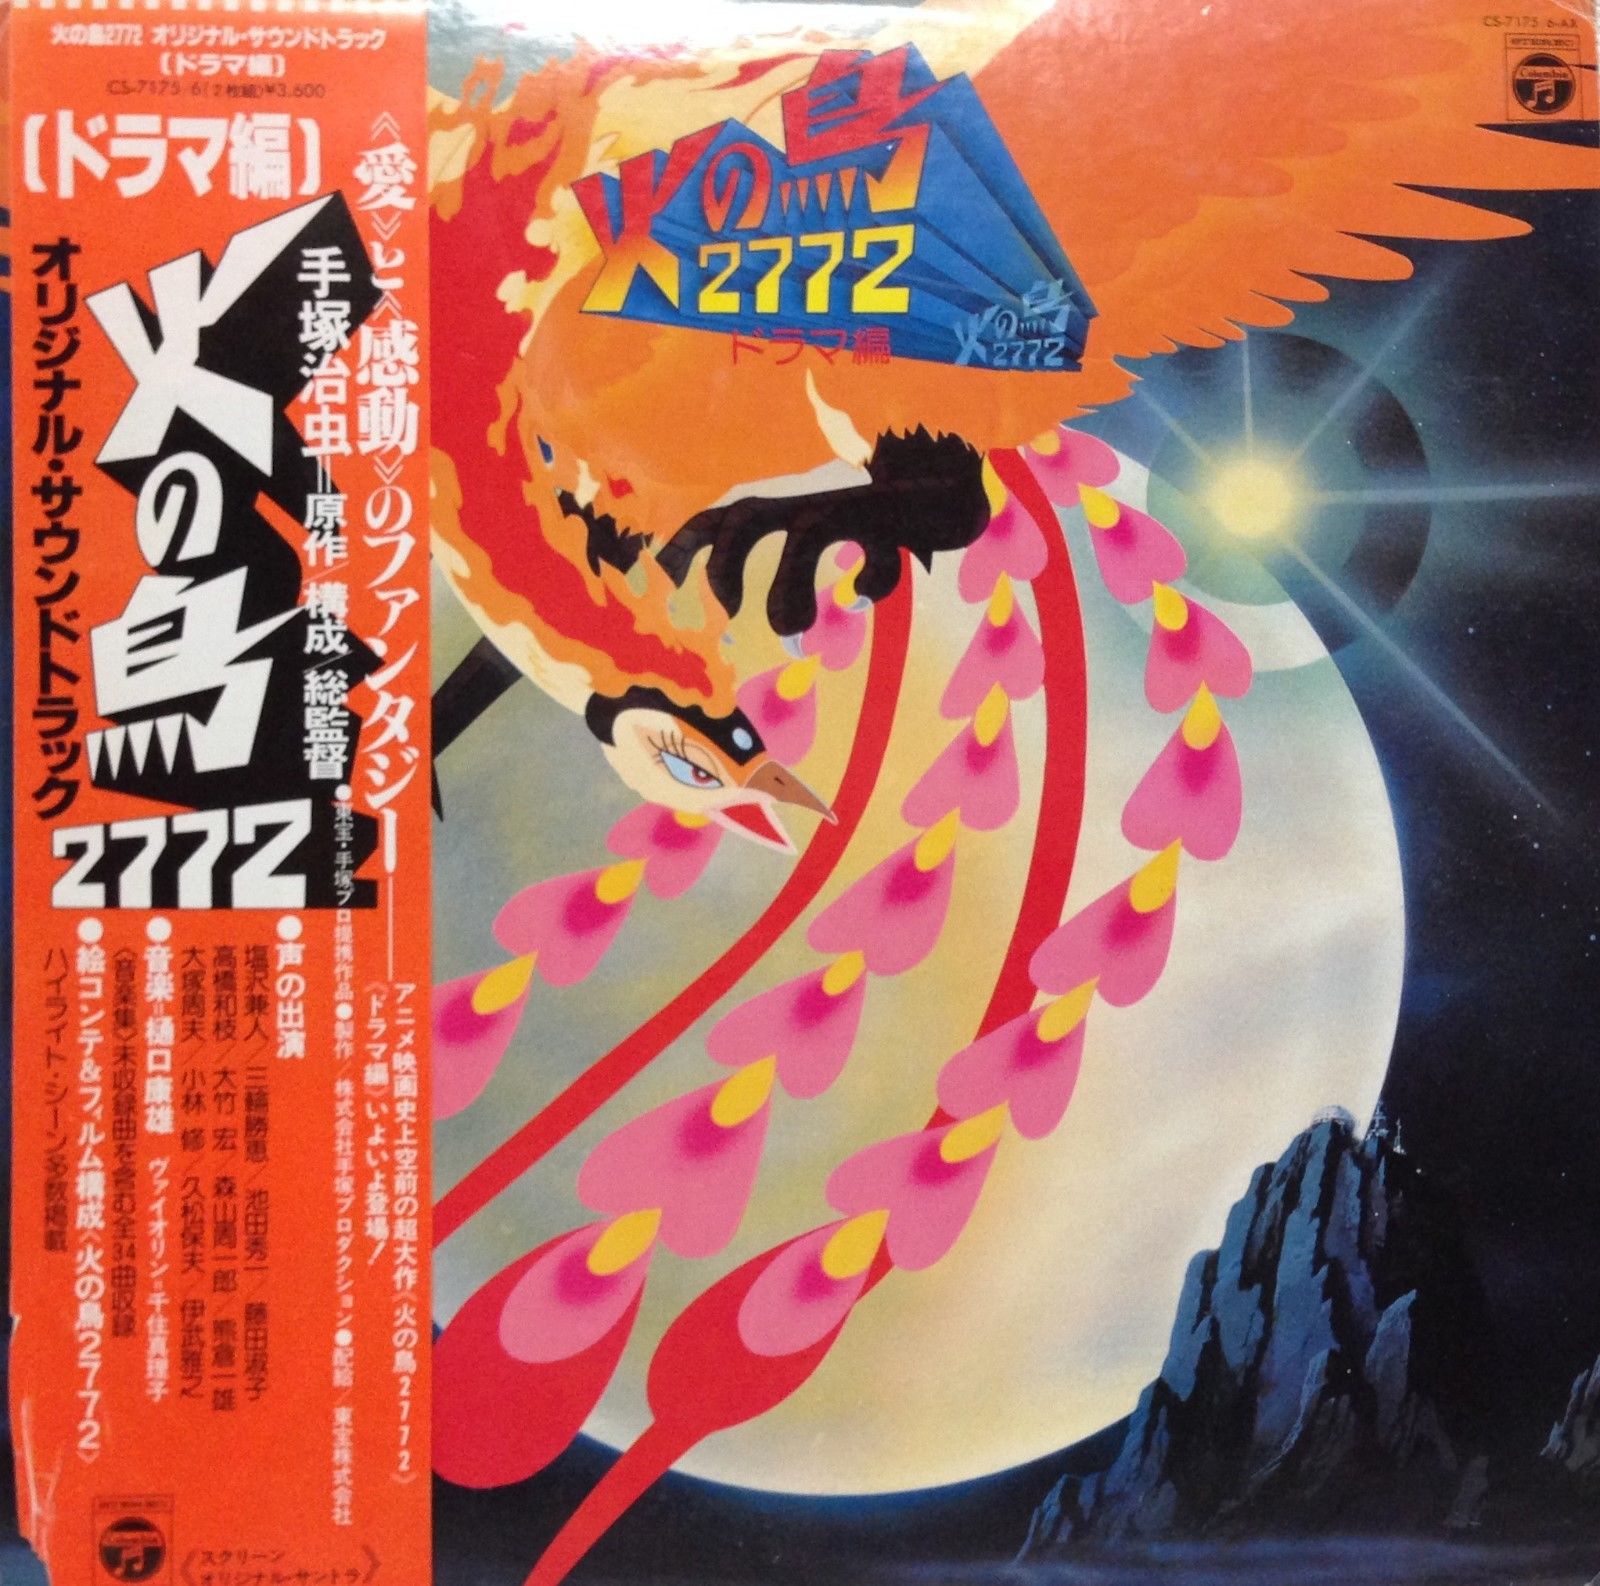 火の鳥2772 オリジナル・サウンドトラック
〔ドラマ編〕
CS-7175/6(2枚組)¥3,600
〔ドラマ編〕
《愛》と《感動》のファンタジー——
アニメ映画史上空前の超大作〈火の鳥2772〉
《ドラマ編》いよいよ登場！
手塚治虫=原作/構成/総監督
●東宝・手塚プロ提携作品●製作/株式会社手塚プロダクション●配給/東宝株式会社
火の鳥
2772
オリジナル・サウンドトラック
●声の出演
塩沢兼人/三輪勝恵/池田秀一/藤田淑子
高橋和枝/大竹 宏/森山周一郎/熊倉一雄
大塚周夫/小林 修/久松保夫/伊武雅之
●音楽=樋口康雄 ヴァイオリン=千住真理子
〈音楽集〉未収録曲を含む全34曲収録
●絵コンテ&フィルム構成〈火の鳥2772〉
ハイライト・シーン多数掲載
Columbia
《スクリーン
オリジナル・サントラ》
火の鳥
2772
ドラマ編
火の鳥
2772
CS-7175/6-AX
Columbia